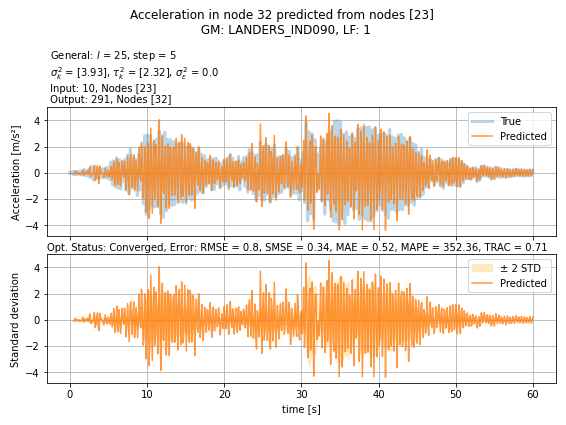 Acceleration in node 32 predicted from nodes [23]
GM: LANDERS_IND090, LF: 1
General: l = 25, step = 5
σ²ₖ = [3.93], τ²ₖ = [2.32], σ²ε = 0.0
Input: 10, Nodes [23]
Output: 291, Nodes [32]
Acceleration [m/s²]
4
2
0
−2
−4
True
Predicted
Opt. Status: Converged, Error: RMSE = 0.8, SMSE = 0.34, MAE = 0.52, MAPE = 352.36, TRAC = 0.71
Standard deviation
4
2
0
−2
−4
± 2 STD
Predicted
0 10 20 30 40 50 60
time [s]